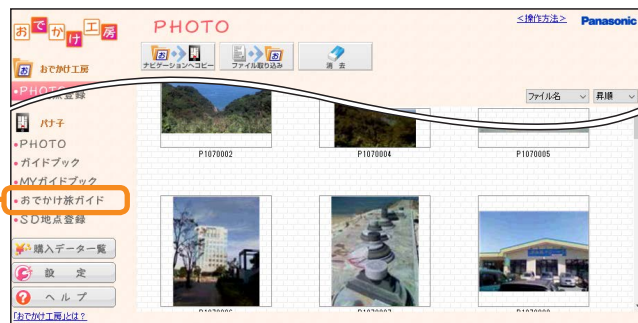 おでかけ工房
PHOTO
<操作方法>
Panasonic
ナビゲーションへコピー
ファイル取り込み
消 去
おでかけ工房
•PHOTO
ファイル名
昇順
パナ子
•PHOTO
•ガイドブック
•MYガイドブック
•おでかけ旅ガイド
•SD地点登録
購入データ一覧
設 定
ヘ ル プ
「おでかけ工房」とは?
P1070002
P1070004
P1070005